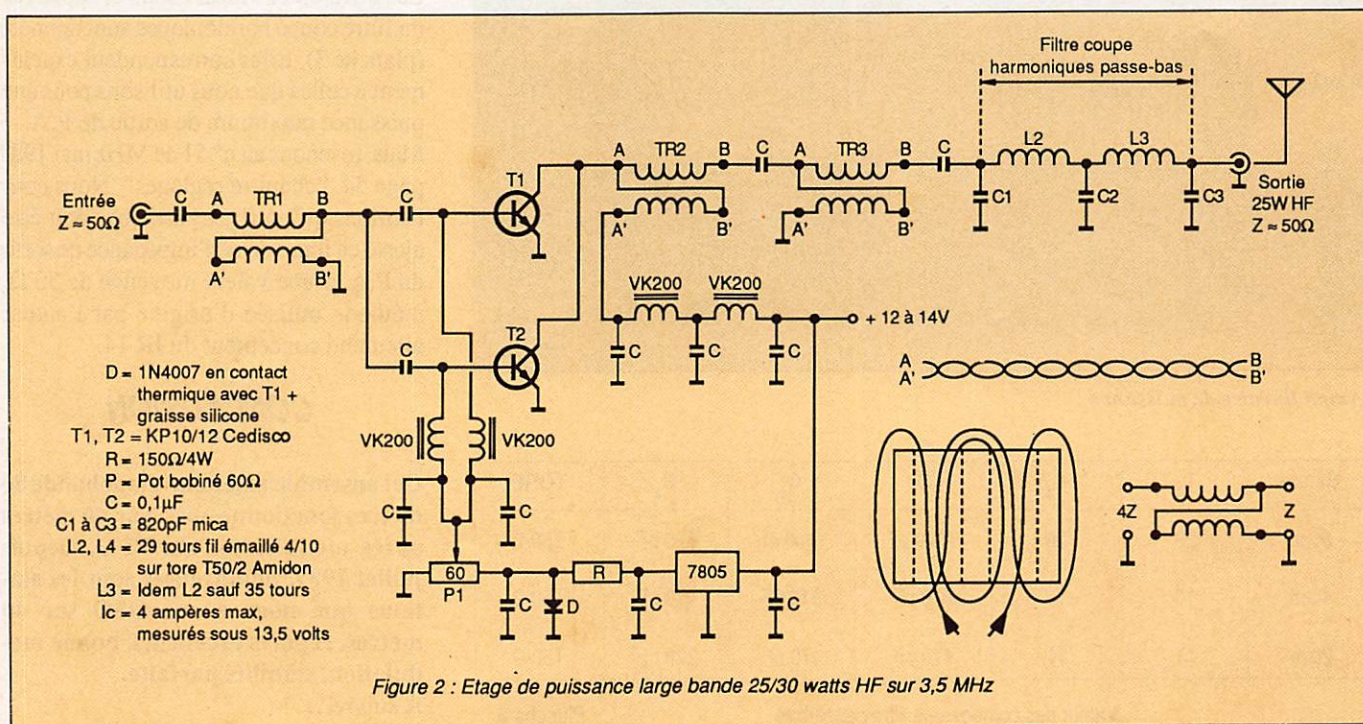 Filtre coupe
harmoniques passe-bas
Entrée
Z ≈ 50Ω
C
A
TR1
B
A'
B'
C
C
T1
T2
A
TR2
B
A'
B'
C
A
TR3
B
A'
B'
C
L2
L3
C1
C2
C3
Sortie
25W HF
Z ≈ 50Ω
VK200
VK200
C
C
C
+ 12 à 14V
A
A'
B
B'
VK200
VK200
C
C
4Z
Z
60
P1
C
D
R
C
7805
C
D = 1N4007 en contact
thermique avec T1 +
graisse silicone
T1, T2 = KP10/12 Cedisco
R = 150Ω/4W
P = Pot bobiné 60Ω
C = 0,1µF
C1 à C3 = 820pF mica
L2, L4 = 29 tours fil émaillé 4/10
sur tore T50/2 Amidon
L3 = Idem L2 sauf 35 tours
Ic = 4 ampères max,
mesurés sous 13,5 volts
Figure 2 : Etage de puissance large bande 25/30 watts HF sur 3,5 MHz